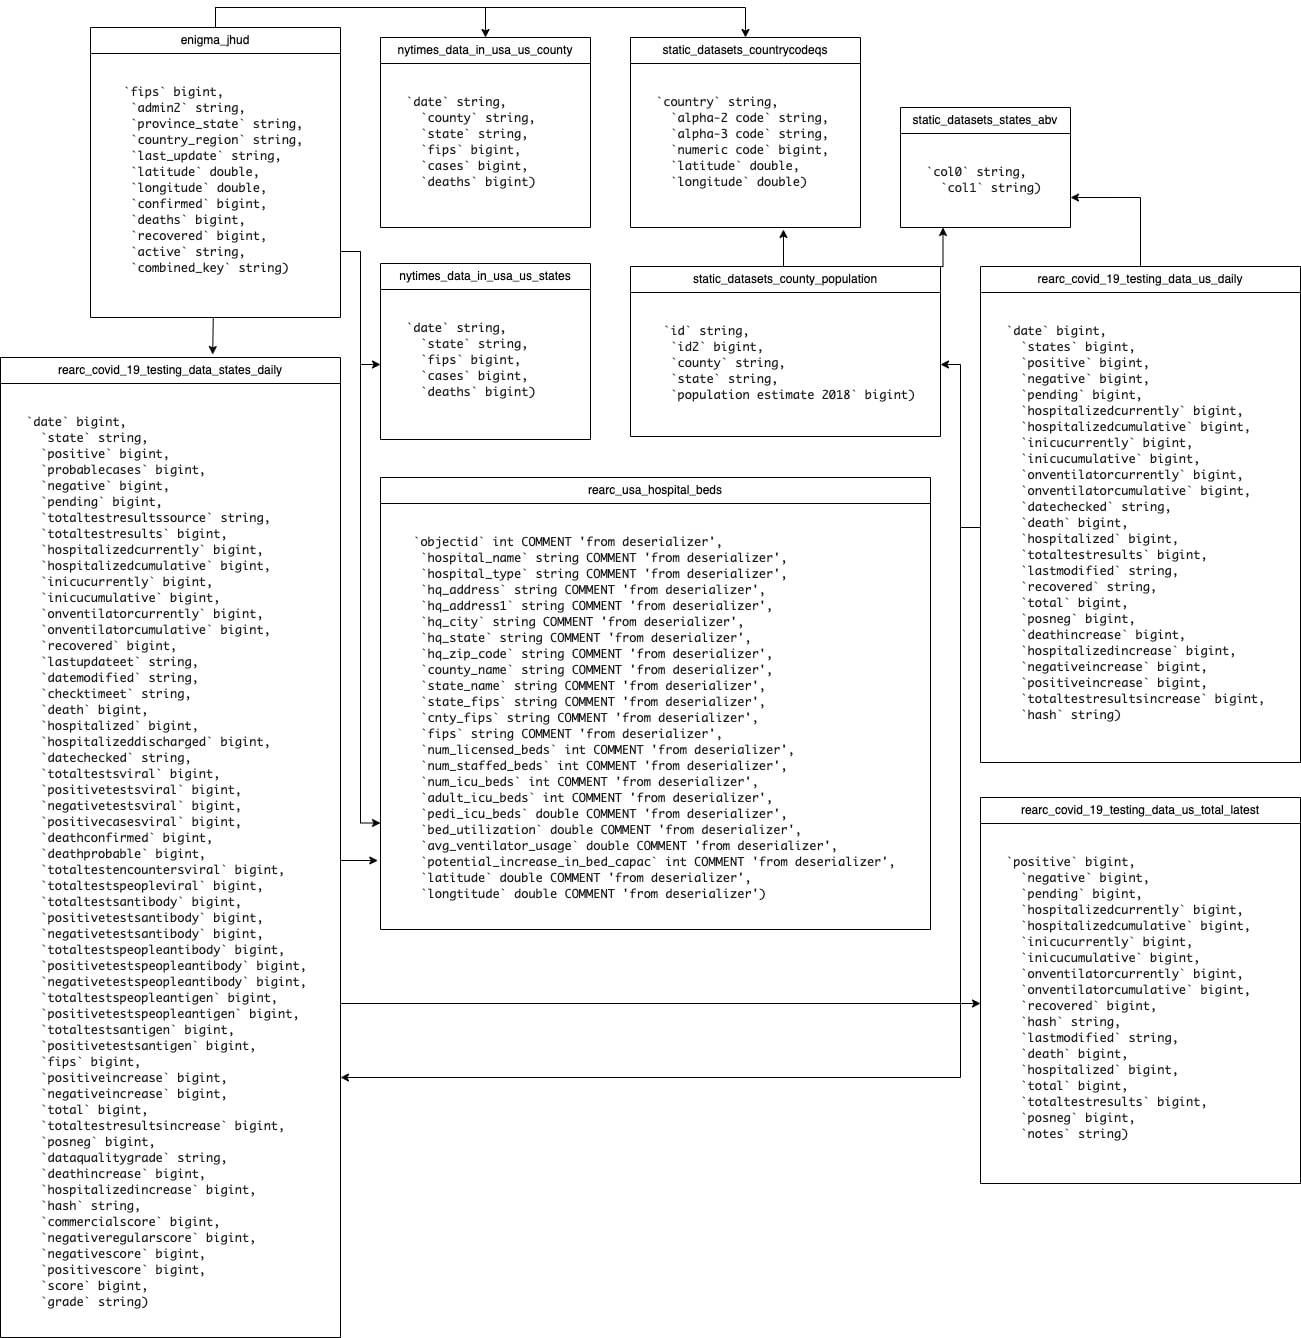 enigma_jhud
`fips` bigint,
`admin2` string,
`province_state` string,
`country_region` string,
`last_update` string,
`latitude` double,
`longitude` double,
`confirmed` bigint,
`deaths` bigint,
`recovered` bigint,
`active` string,
`combined_key` string)
nytimes_data_in_usa_us_county
`date` string,
`county` string,
`state` string,
`fips` bigint,
`cases` bigint,
`deaths` bigint)
static_datasets_countrycodeqs
`country` string,
`alpha-2 code` string,
`alpha-3 code` string,
`numeric code` bigint,
`latitude` double,
`longitude` double)
static_datasets_states_abv
`col0` string,
`col1` string)
nytimes_data_in_usa_us_states
`date` string,
`state` string,
`fips` bigint,
`cases` bigint,
`deaths` bigint)
static_datasets_county_population
`id` string,
`id2` bigint,
`county` string,
`state` string,
`population estimate 2018` bigint)
rearc_covid_19_testing_data_us_daily
`date` bigint,
`states` bigint,
`positive` bigint,
`negative` bigint,
`pending` bigint,
`hospitalizedcurrently` bigint,
`hospitalizedcumulative` bigint,
`inicucurrently` bigint,
`inicucumulative` bigint,
`onventilatorcurrently` bigint,
`onventilatorcumulative` bigint,
`datechecked` string,
`death` bigint,
`hospitalized` bigint,
`totaltestresults` bigint,
`lastmodified` string,
`recovered` string,
`total` bigint,
`posneg` bigint,
`deathincrease` bigint,
`hospitalizedincrease` bigint,
`negativeincrease` bigint,
`positiveincrease` bigint,
`totaltestresultsincrease` bigint,
`hash` string)
rearc_covid_19_testing_data_states_daily
`date` bigint,
`state` string,
`positive` bigint,
`probablecases` bigint,
`negative` bigint,
`pending` bigint,
`totaltestresultssource` string,
`totaltestresults` bigint,
`hospitalizedcurrently` bigint,
`hospitalizedcumulative` bigint,
`inicucurrently` bigint,
`inicucumulative` bigint,
`onventilatorcurrently` bigint,
`onventilatorcumulative` bigint,
`recovered` bigint,
`lastupdateet` string,
`datemodified` string,
`checktimeet` string,
`death` bigint,
`hospitalized` bigint,
`hospitalizeddischarged` bigint,
`datechecked` string,
`totaltestsviral` bigint,
`positivetestsviral` bigint,
`negativetestsviral` bigint,
`positivecasesviral` bigint,
`deathconfirmed` bigint,
`deathprobable` bigint,
`totaltestencountersviral` bigint,
`totaltestspeopleviral` bigint,
`totaltestsantibody` bigint,
`positivetestsantibody` bigint,
`negativetestsantibody` bigint,
`totaltestspeopleantibody` bigint,
`positivetestspeopleantibody` bigint,
`negativetestspeopleantibody` bigint,
`totaltestspeopleantigen` bigint,
`positivetestspeopleantigen` bigint,
`totaltestsantigen` bigint,
`positivetestsantigen` bigint,
`fips` bigint,
`positiveincrease` bigint,
`negativeincrease` bigint,
`total` bigint,
`totaltestresultsincrease` bigint,
`posneg` bigint,
`dataqualitygrade` string,
`deathincrease` bigint,
`hospitalizedincrease` bigint,
`hash` string,
`commercialscore` bigint,
`negativeregularscore` bigint,
`negativescore` bigint,
`positivescore` bigint,
`score` bigint,
`grade` string)
rearc_usa_hospital_beds
`objectid` int COMMENT 'from deserializer',
`hospital_name` string COMMENT 'from deserializer',
`hospital_type` string COMMENT 'from deserializer',
`hq_address` string COMMENT 'from deserializer',
`hq_address1` string COMMENT 'from deserializer',
`hq_city` string COMMENT 'from deserializer',
`hq_state` string COMMENT 'from deserializer',
`hq_zip_code` string COMMENT 'from deserializer',
`county_name` string COMMENT 'from deserializer',
`state_name` string COMMENT 'from deserializer',
`state_fips` string COMMENT 'from deserializer',
`cnty_fips` string COMMENT 'from deserializer',
`fips` string COMMENT 'from deserializer',
`num_licensed_beds` int COMMENT 'from deserializer',
`num_staffed_beds` int COMMENT 'from deserializer',
`num_icu_beds` int COMMENT 'from deserializer',
`adult_icu_beds` int COMMENT 'from deserializer',
`pedi_icu_beds` double COMMENT 'from deserializer',
`bed_utilization` double COMMENT 'from deserializer',
`avg_ventilator_usage` double COMMENT 'from deserializer',
`potential_increase_in_bed_capac` int COMMENT 'from deserializer',
`latitude` double COMMENT 'from deserializer',
`longtitude` double COMMENT 'from deserializer')
rearc_covid_19_testing_data_us_total_latest
`positive` bigint,
`negative` bigint,
`pending` bigint,
`hospitalizedcurrently` bigint,
`hospitalizedcumulative` bigint,
`inicucurrently` bigint,
`inicucumulative` bigint,
`onventilatorcurrently` bigint,
`onventilatorcumulative` bigint,
`recovered` bigint,
`hash` string,
`lastmodified` string,
`death` bigint,
`hospitalized` bigint,
`total` bigint,
`totaltestresults` bigint,
`posneg` bigint,
`notes` string)